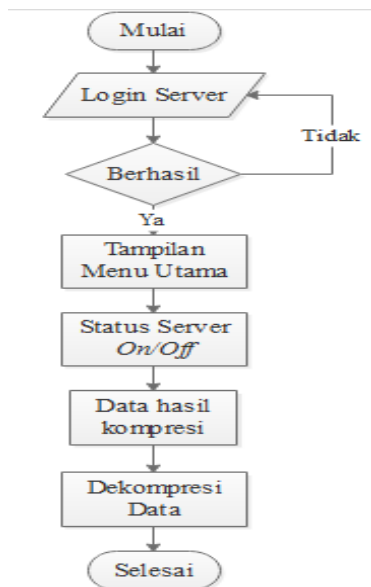 Mulai
Login Server
Tidak
Berhasil
Ya
Tampilan
Menu Utama
Status Server
On/Off
Data hasil
kompresi
Dekompresi
Data
Selesai